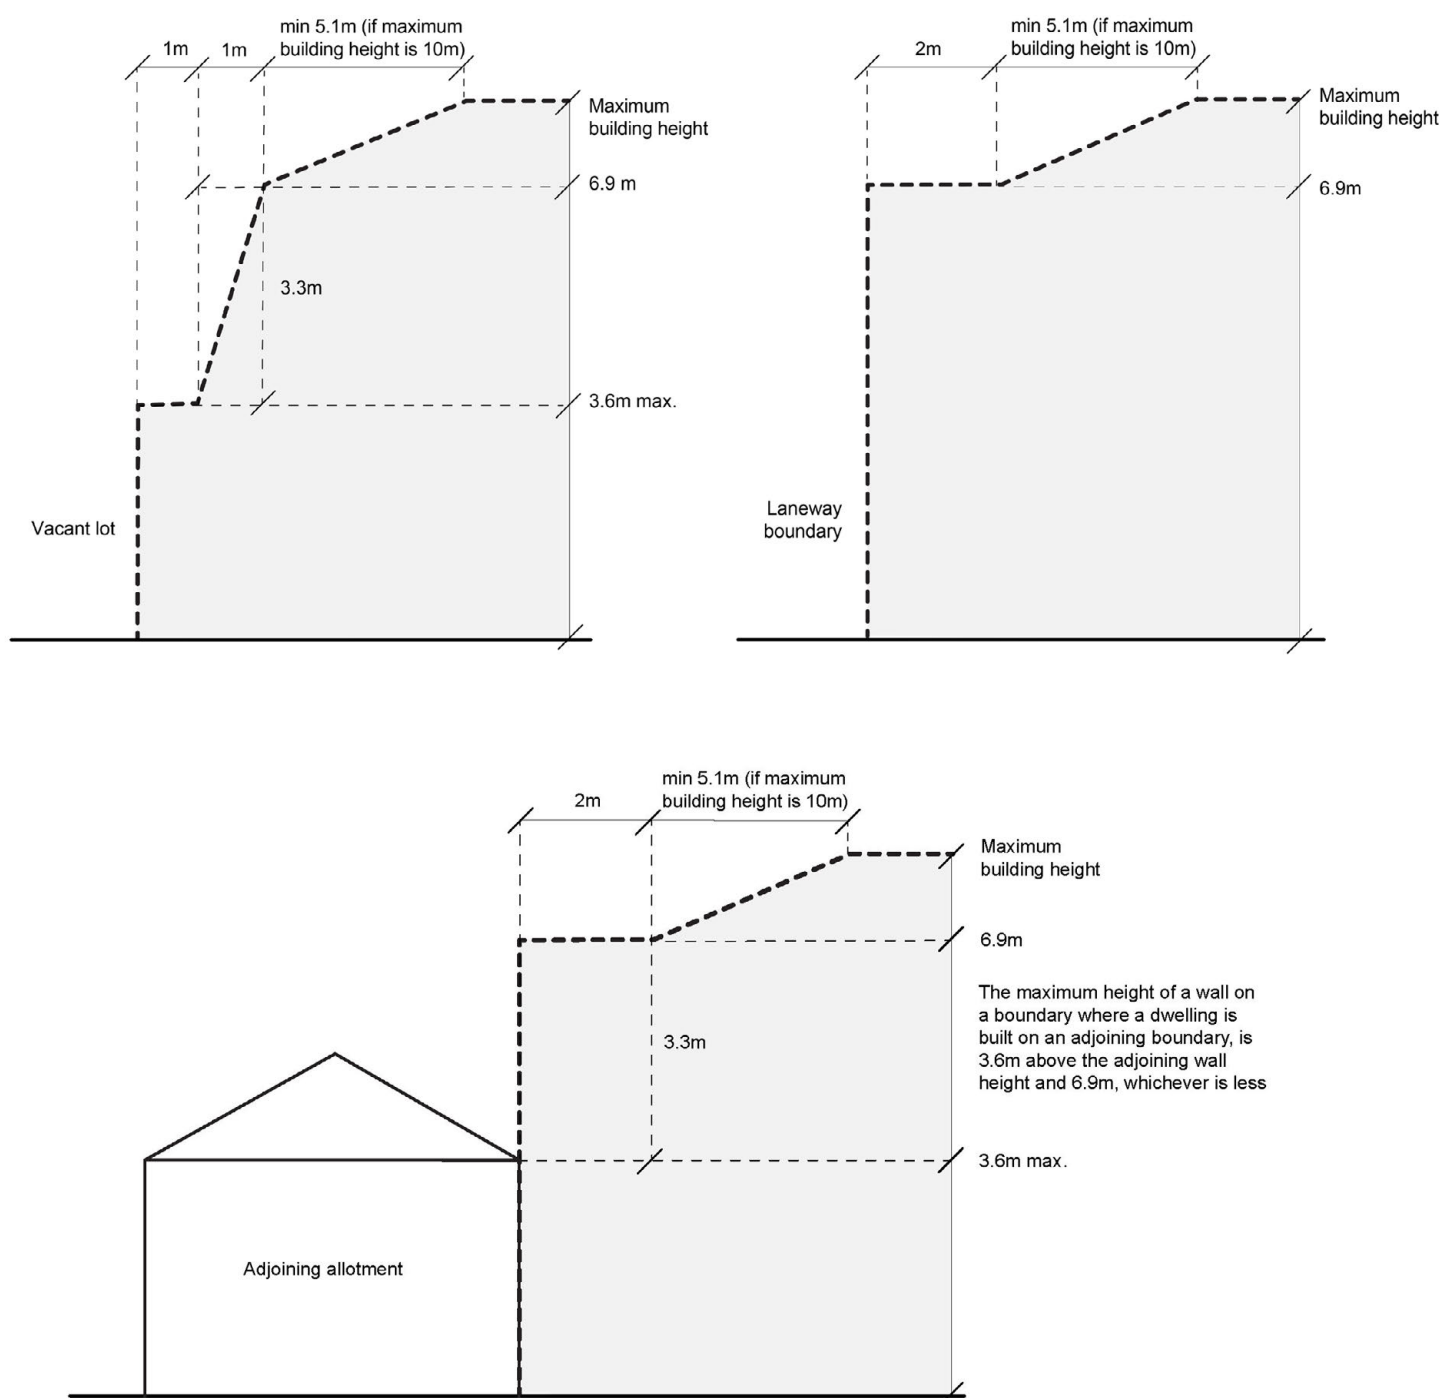 min 5.1m (if maximum
building height is 10m)
1m
1m
Maximum
building height
6.9 m
3.3m
3.6m max.
Vacant lot
min 5.1m (if maximum
building height is 10m)
2m
Maximum
building height
6.9m
Laneway
boundary
min 5.1m (if maximum
building height is 10m)
2m
Maximum
building height
6.9m
The maximum height of a wall on
a boundary where a dwelling is
built on an adjoining boundary, is
3.6m above the adjoining wall
height and 6.9m, whichever is less
3.3m
3.6m max.
Adjoining allotment